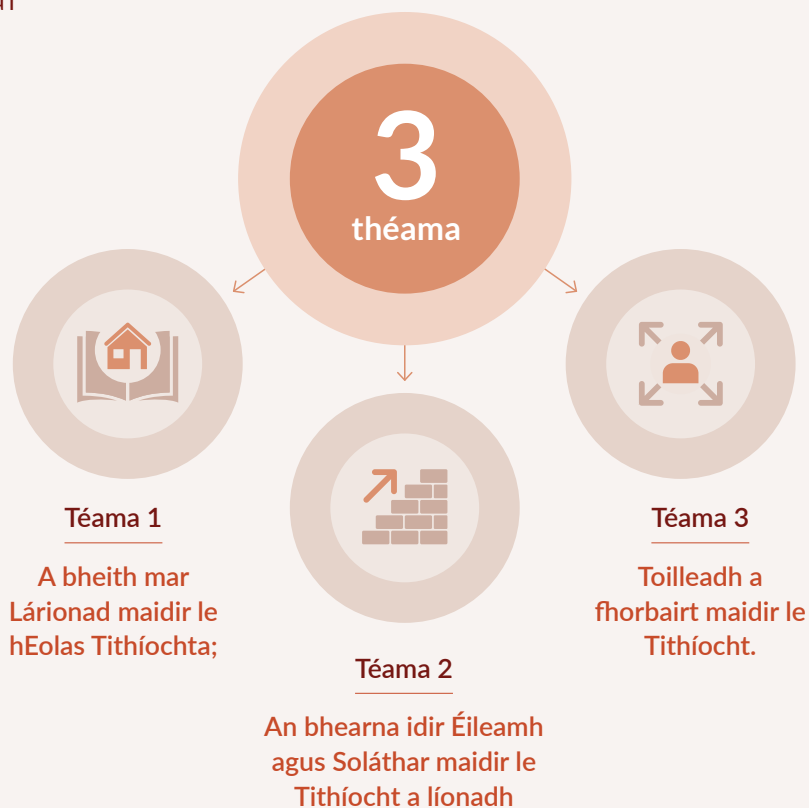 3
théama
Téama 1
A bheith mar
Lárionad maidir le
hEolas Tithíochta;
Téama 2
An bhearna idir Éileamh
agus Soláthar maidir le
Tithíocht a líonadh
Téama 3
Toilleadh a
fhorbairt maidir le
Tithíocht.